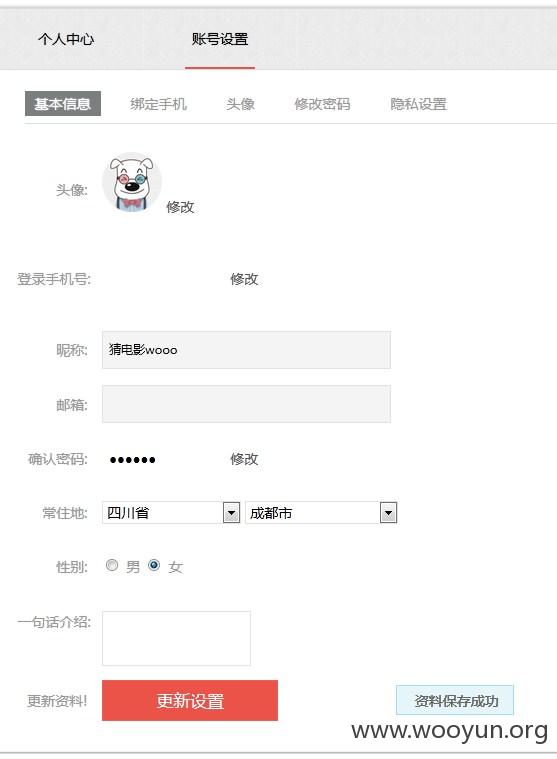 个人中心 账号设置
基本信息 绑定手机 头像 修改密码 隐私设置
头像: 修改
登录手机号: 修改
昵称: 猜电影wooo
邮箱:
确认密码: ●●●●●● 修改
常住地: 四川省 成都市
性别: 男 女
一句话介绍:
更新资料! 更新设置 资料保存成功
www.wooyun.org